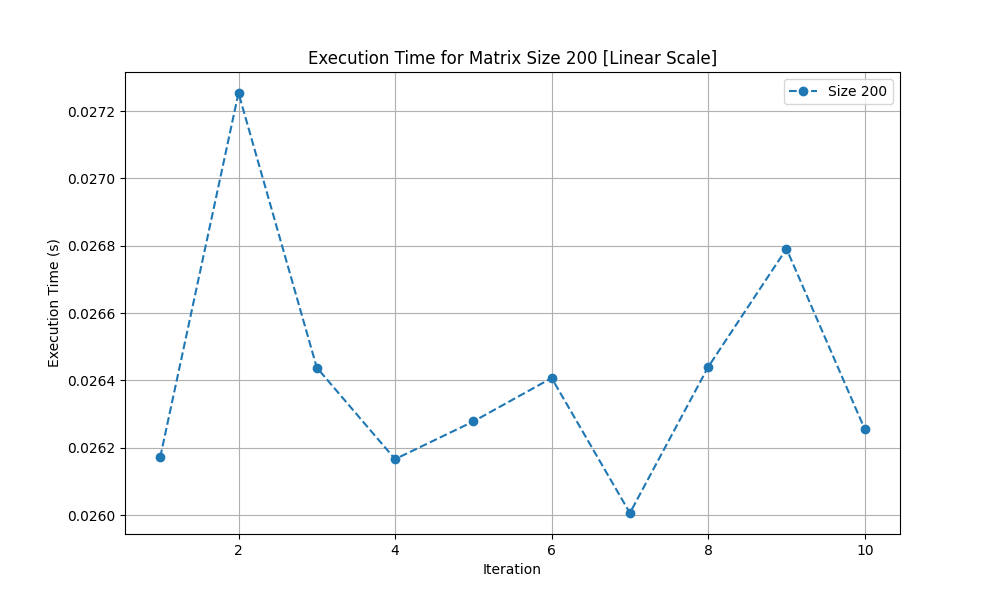 Execution Time for Matrix Size 200 [Linear Scale]
Size 200
Execution Time (s)
0.0272
0.0270
0.0268
0.0266
0.0264
0.0262
0.0260
2 4 6 8 10
Iteration